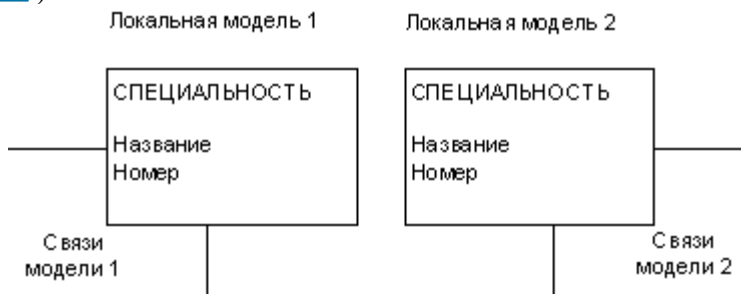 Локальная модель 1
Локальная модель 2
СПЕЦИАЛЬНОСТЬ
Название
Номер
СПЕЦИАЛЬНОСТЬ
Название
Номер
Связи
модели 1
Связи
модели 2